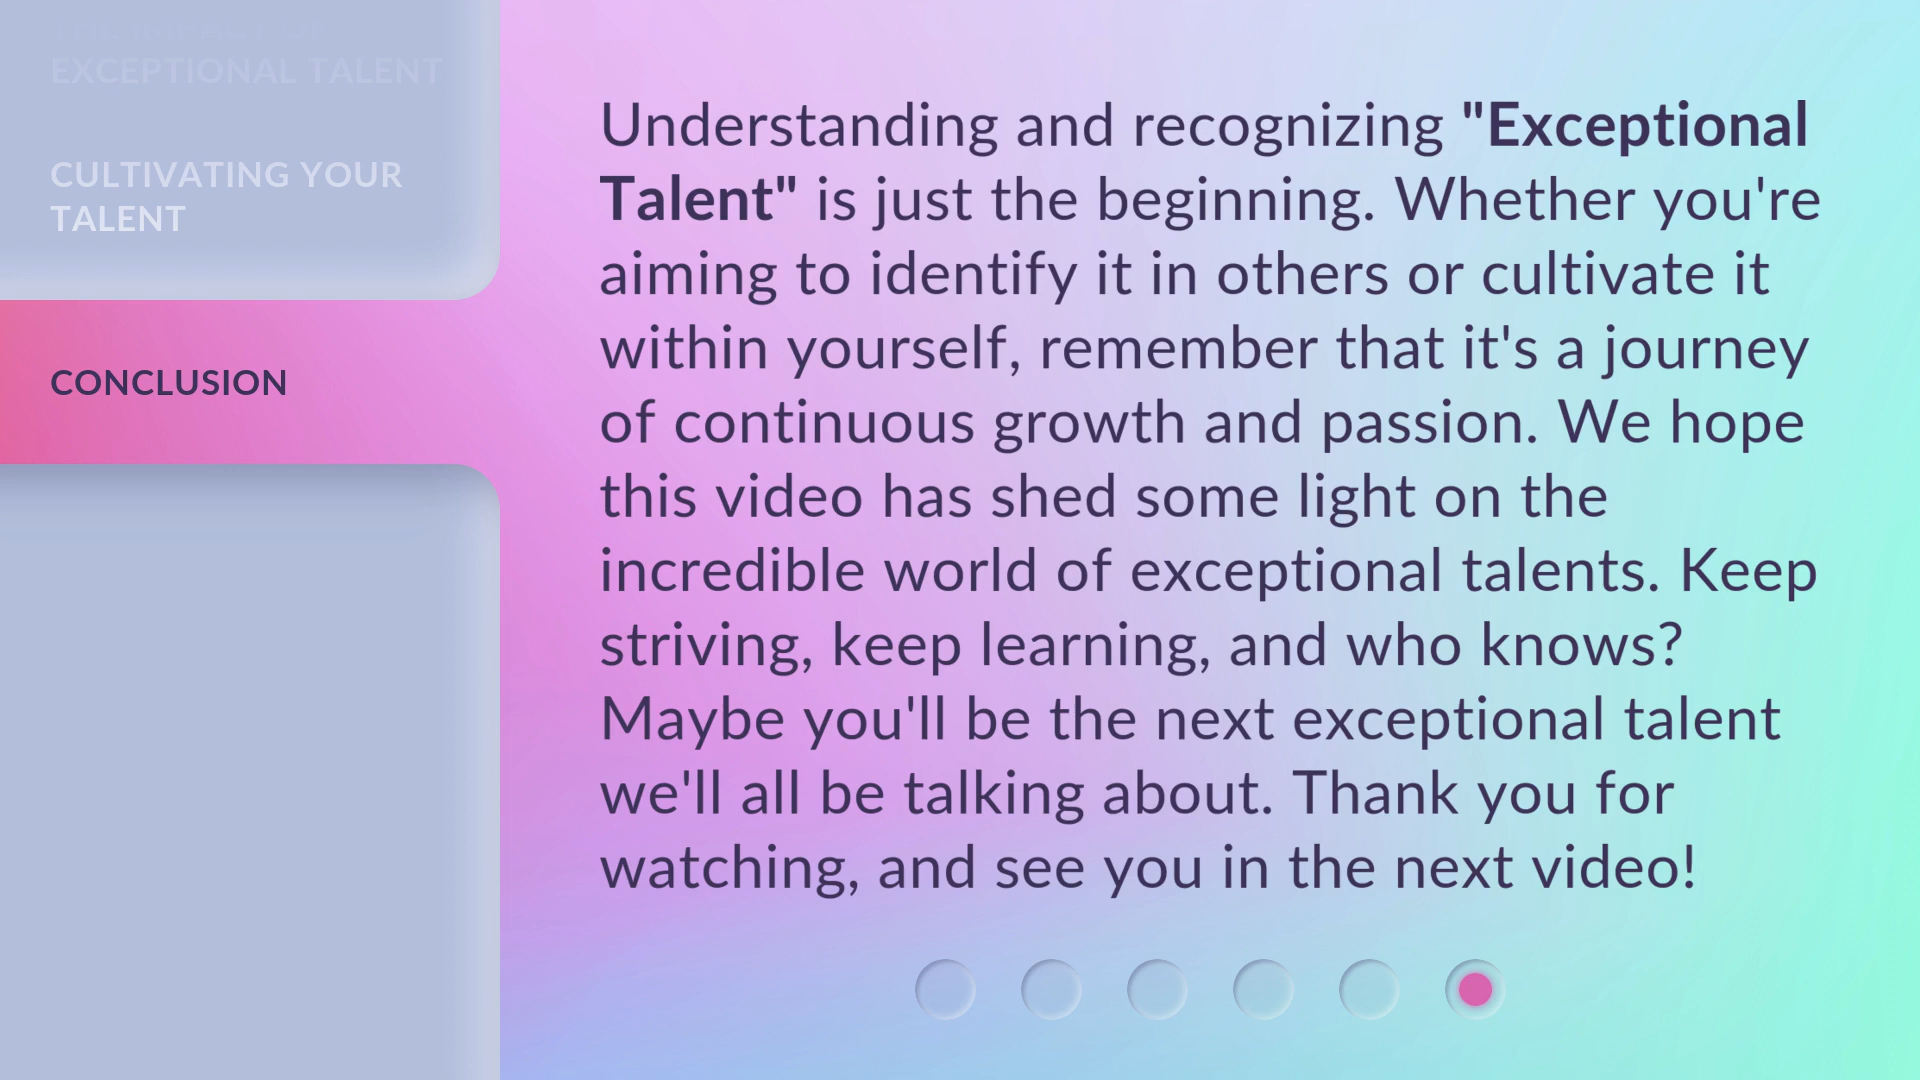 THE IMPACT OF
EXCEPTIONAL TALENT
CULTIVATING YOUR
TALENT
CONCLUSION
Understanding and recognizing "Exceptional
Talent" is just the beginning. Whether you're
aiming to identify it in others or cultivate it
within yourself, remember that it's a journey
of continuous growth and passion. We hope
this video has shed some light on the
incredible world of exceptional talents. Keep
striving, keep learning, and who knows?
Maybe you'll be the next exceptional talent
we'll all be talking about. Thank you for
watching, and see you in the next video!